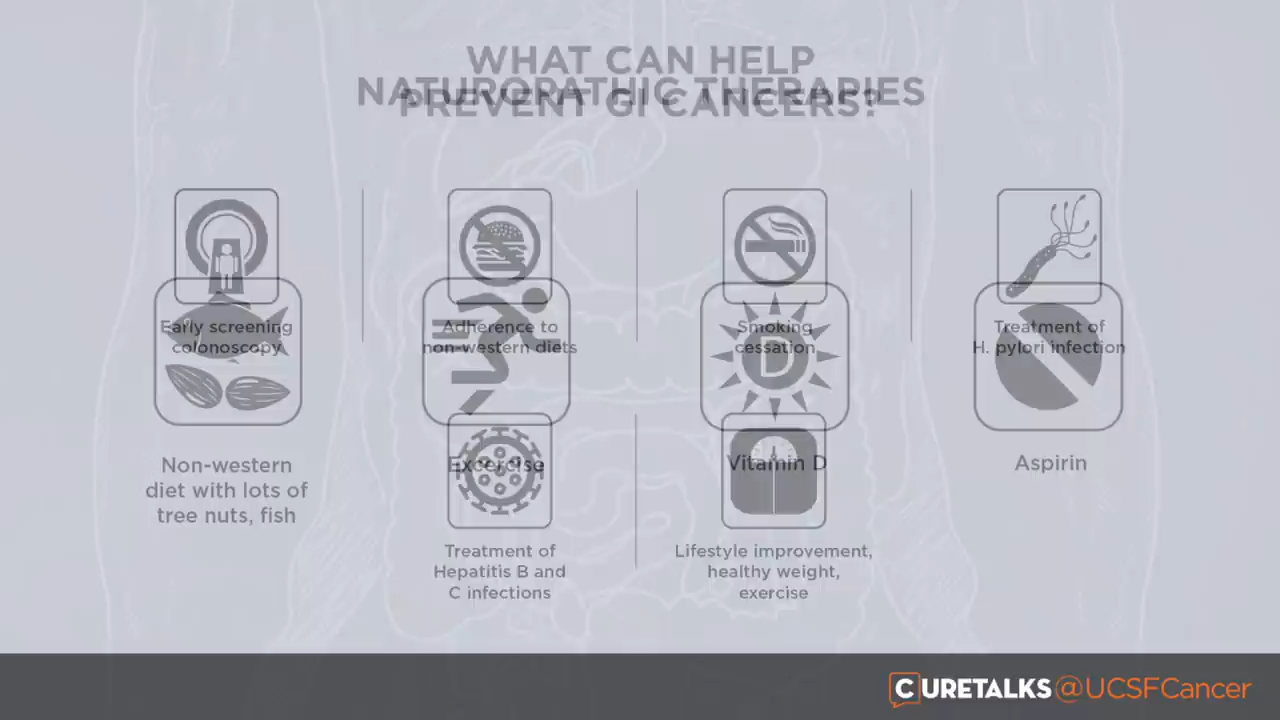 WHAT CAN HELP
PREVENT GI CANCERS?
NATUROPATHIC THERAPIES
Early screening
colonoscopy
Adherence to
non-western diets
Smoking
cessation
Treatment of
H. pylori infection
D
Non-western
diet with lots of
tree nuts, fish
Excercise
Vitamin D
Aspirin
Treatment of
Hepatitis B and
C infections
Lifestyle improvement,
healthy weight,
exercise
CURETALKS@UCSFCancer